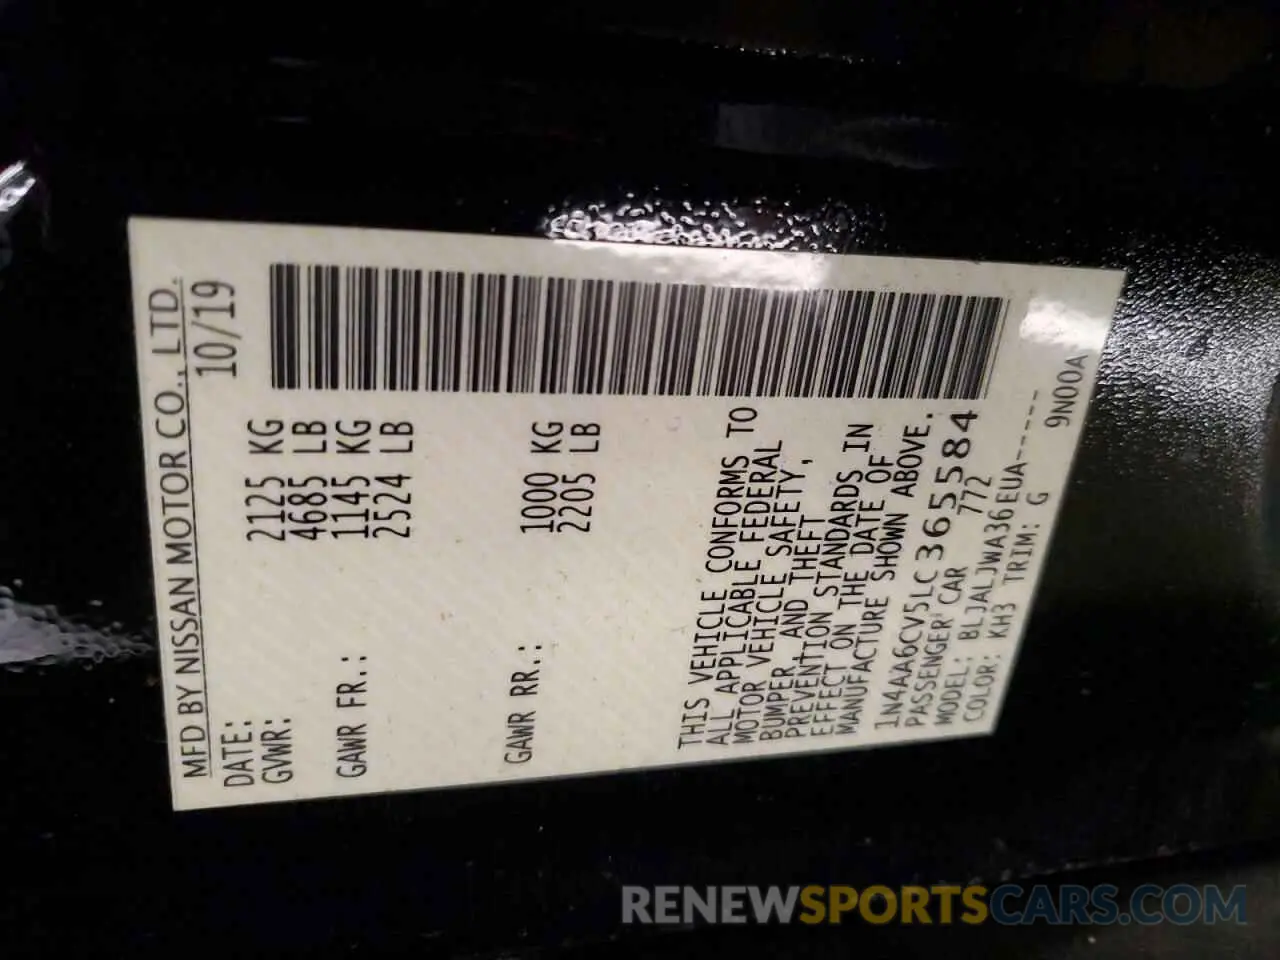 MFD BY NISSAN MOTOR CO., LTD.
DATE: 10/19
GVWR: 2125 KG
4685 LB
GAWR FR.: 1145 KG
2524 LB
GAWR RR.: 1000 KG
2205 LB
THIS VEHICLE CONFORMS TO
ALL APPLICABLE FEDERAL
MOTOR VEHICLE SAFETY,
BUMPER, AND THEFT
PREVENTION STANDARDS IN
EFFECT ON THE DATE OF
MANUFACTURE SHOWN ABOVE.
1N4AA6CV5LC365584
PASSENGER CAR 772
MODEL: BLJALJWA36EUA-----
COLOR: KH3 TRIM: G 9N00A
RENEWSPORTSCARS.COM